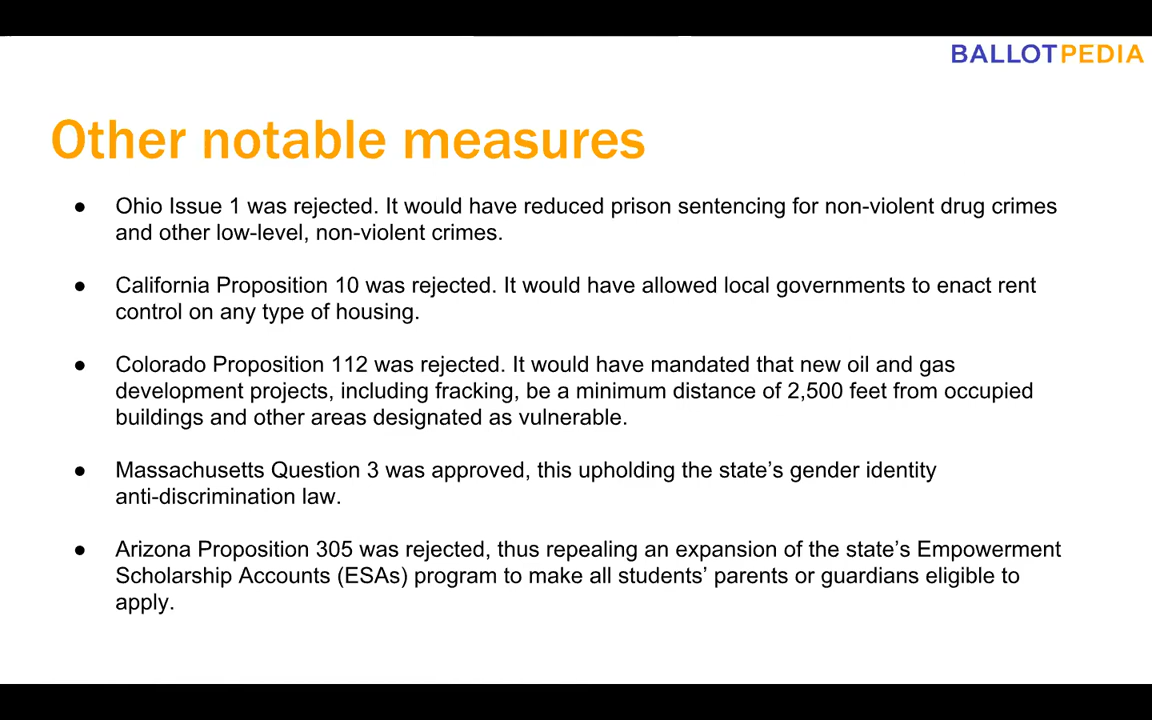 BALLOTPEDIA
Other notable measures
● Ohio Issue 1 was rejected. It would have reduced prison sentencing for non-violent drug crimes
and other low-level, non-violent crimes.
● California Proposition 10 was rejected. It would have allowed local governments to enact rent
control on any type of housing.
● Colorado Proposition 112 was rejected. It would have mandated that new oil and gas
development projects, including fracking, be a minimum distance of 2,500 feet from occupied
buildings and other areas designated as vulnerable.
● Massachusetts Question 3 was approved, this upholding the state’s gender identity
anti-discrimination law.
● Arizona Proposition 305 was rejected, thus repealing an expansion of the state’s Empowerment
Scholarship Accounts (ESAs) program to make all students’ parents or guardians eligible to
apply.